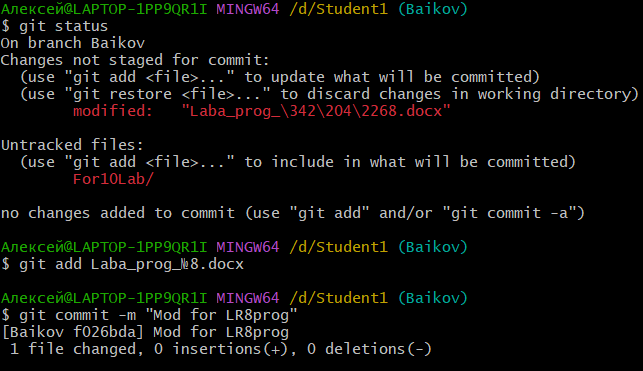 Алексей@LAPTOP-1PP9QR1I MINGW64 /d/Student1 (Baikov)
$ git status
On branch Baikov
Changes not staged for commit:
  (use "git add <file>..." to update what will be committed)
  (use "git restore <file>..." to discard changes in working directory)
        modified:   "Laba_prog_\342\204\2268.docx"

Untracked files:
  (use "git add <file>..." to include in what will be committed)
        For10Lab/

no changes added to commit (use "git add" and/or "git commit -a")

Алексей@LAPTOP-1PP9QR1I MINGW64 /d/Student1 (Baikov)
$ git add Laba_prog_№8.docx

Алексей@LAPTOP-1PP9QR1I MINGW64 /d/Student1 (Baikov)
$ git commit -m "Mod for LR8prog"
[Baikov f026bda] Mod for LR8prog
 1 file changed, 0 insertions(+), 0 deletions(-)